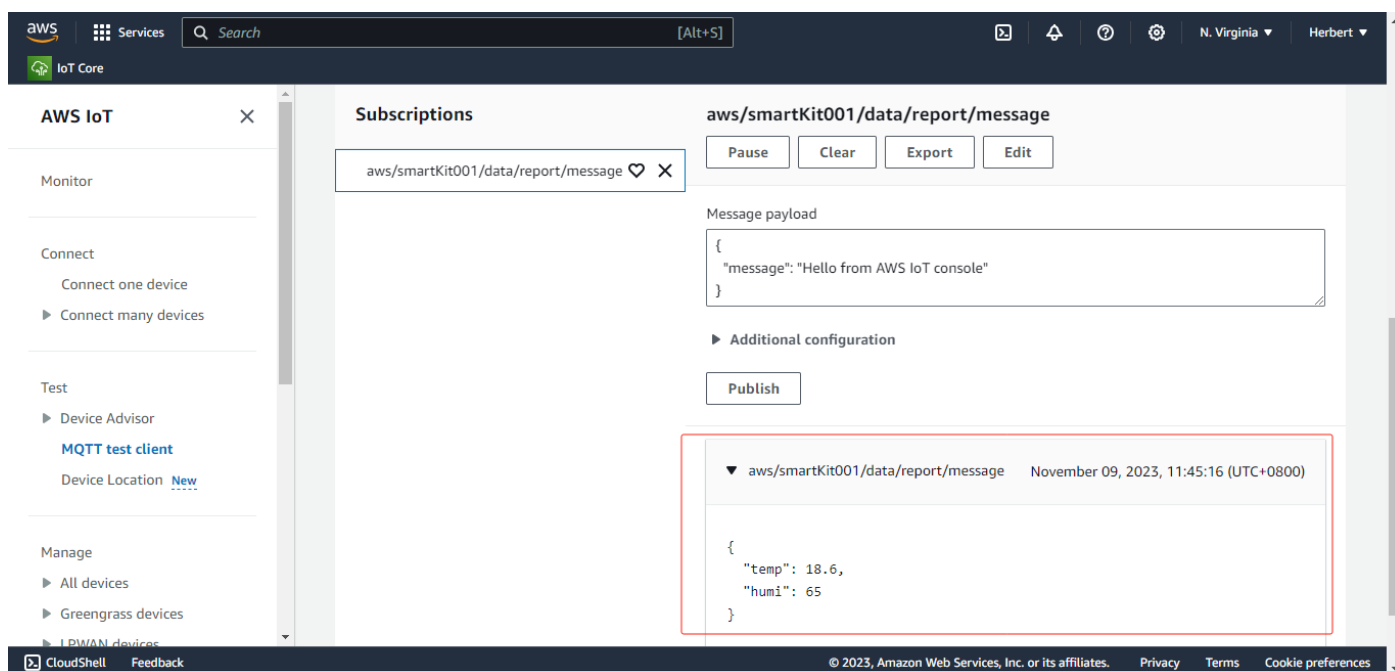 aws
Services
Search
[Alt+S]
N. Virginia
Herbert
IoT Core
AWS IoT
Monitor
Connect
Connect one device
Connect many devices
Test
Device Advisor
MQTT test client
Device Location New
Manage
All devices
Greengrass devices
LPWAN devices
Subscriptions
aws/smartKit001/data/report/message
aws/smartKit001/data/report/message
Pause Clear Export Edit
Message payload
{
"message": "Hello from AWS IoT console"
}
Additional configuration
Publish
aws/smartKit001/data/report/message November 09, 2023, 11:45:16 (UTC+0800)
{
"temp": 18.6,
"humi": 65
}
CloudShell Feedback
© 2023, Amazon Web Services, Inc. or its affiliates. Privacy Terms Cookie preferences